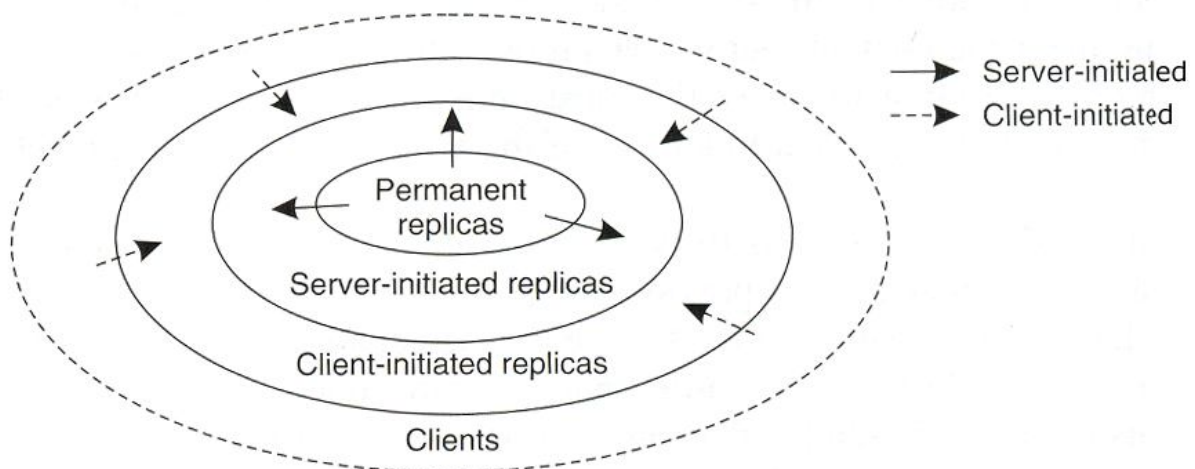 Permanent
replicas
Server-initiated replicas
Client-initiated replicas
Clients
Server-initiated
Client-initiated